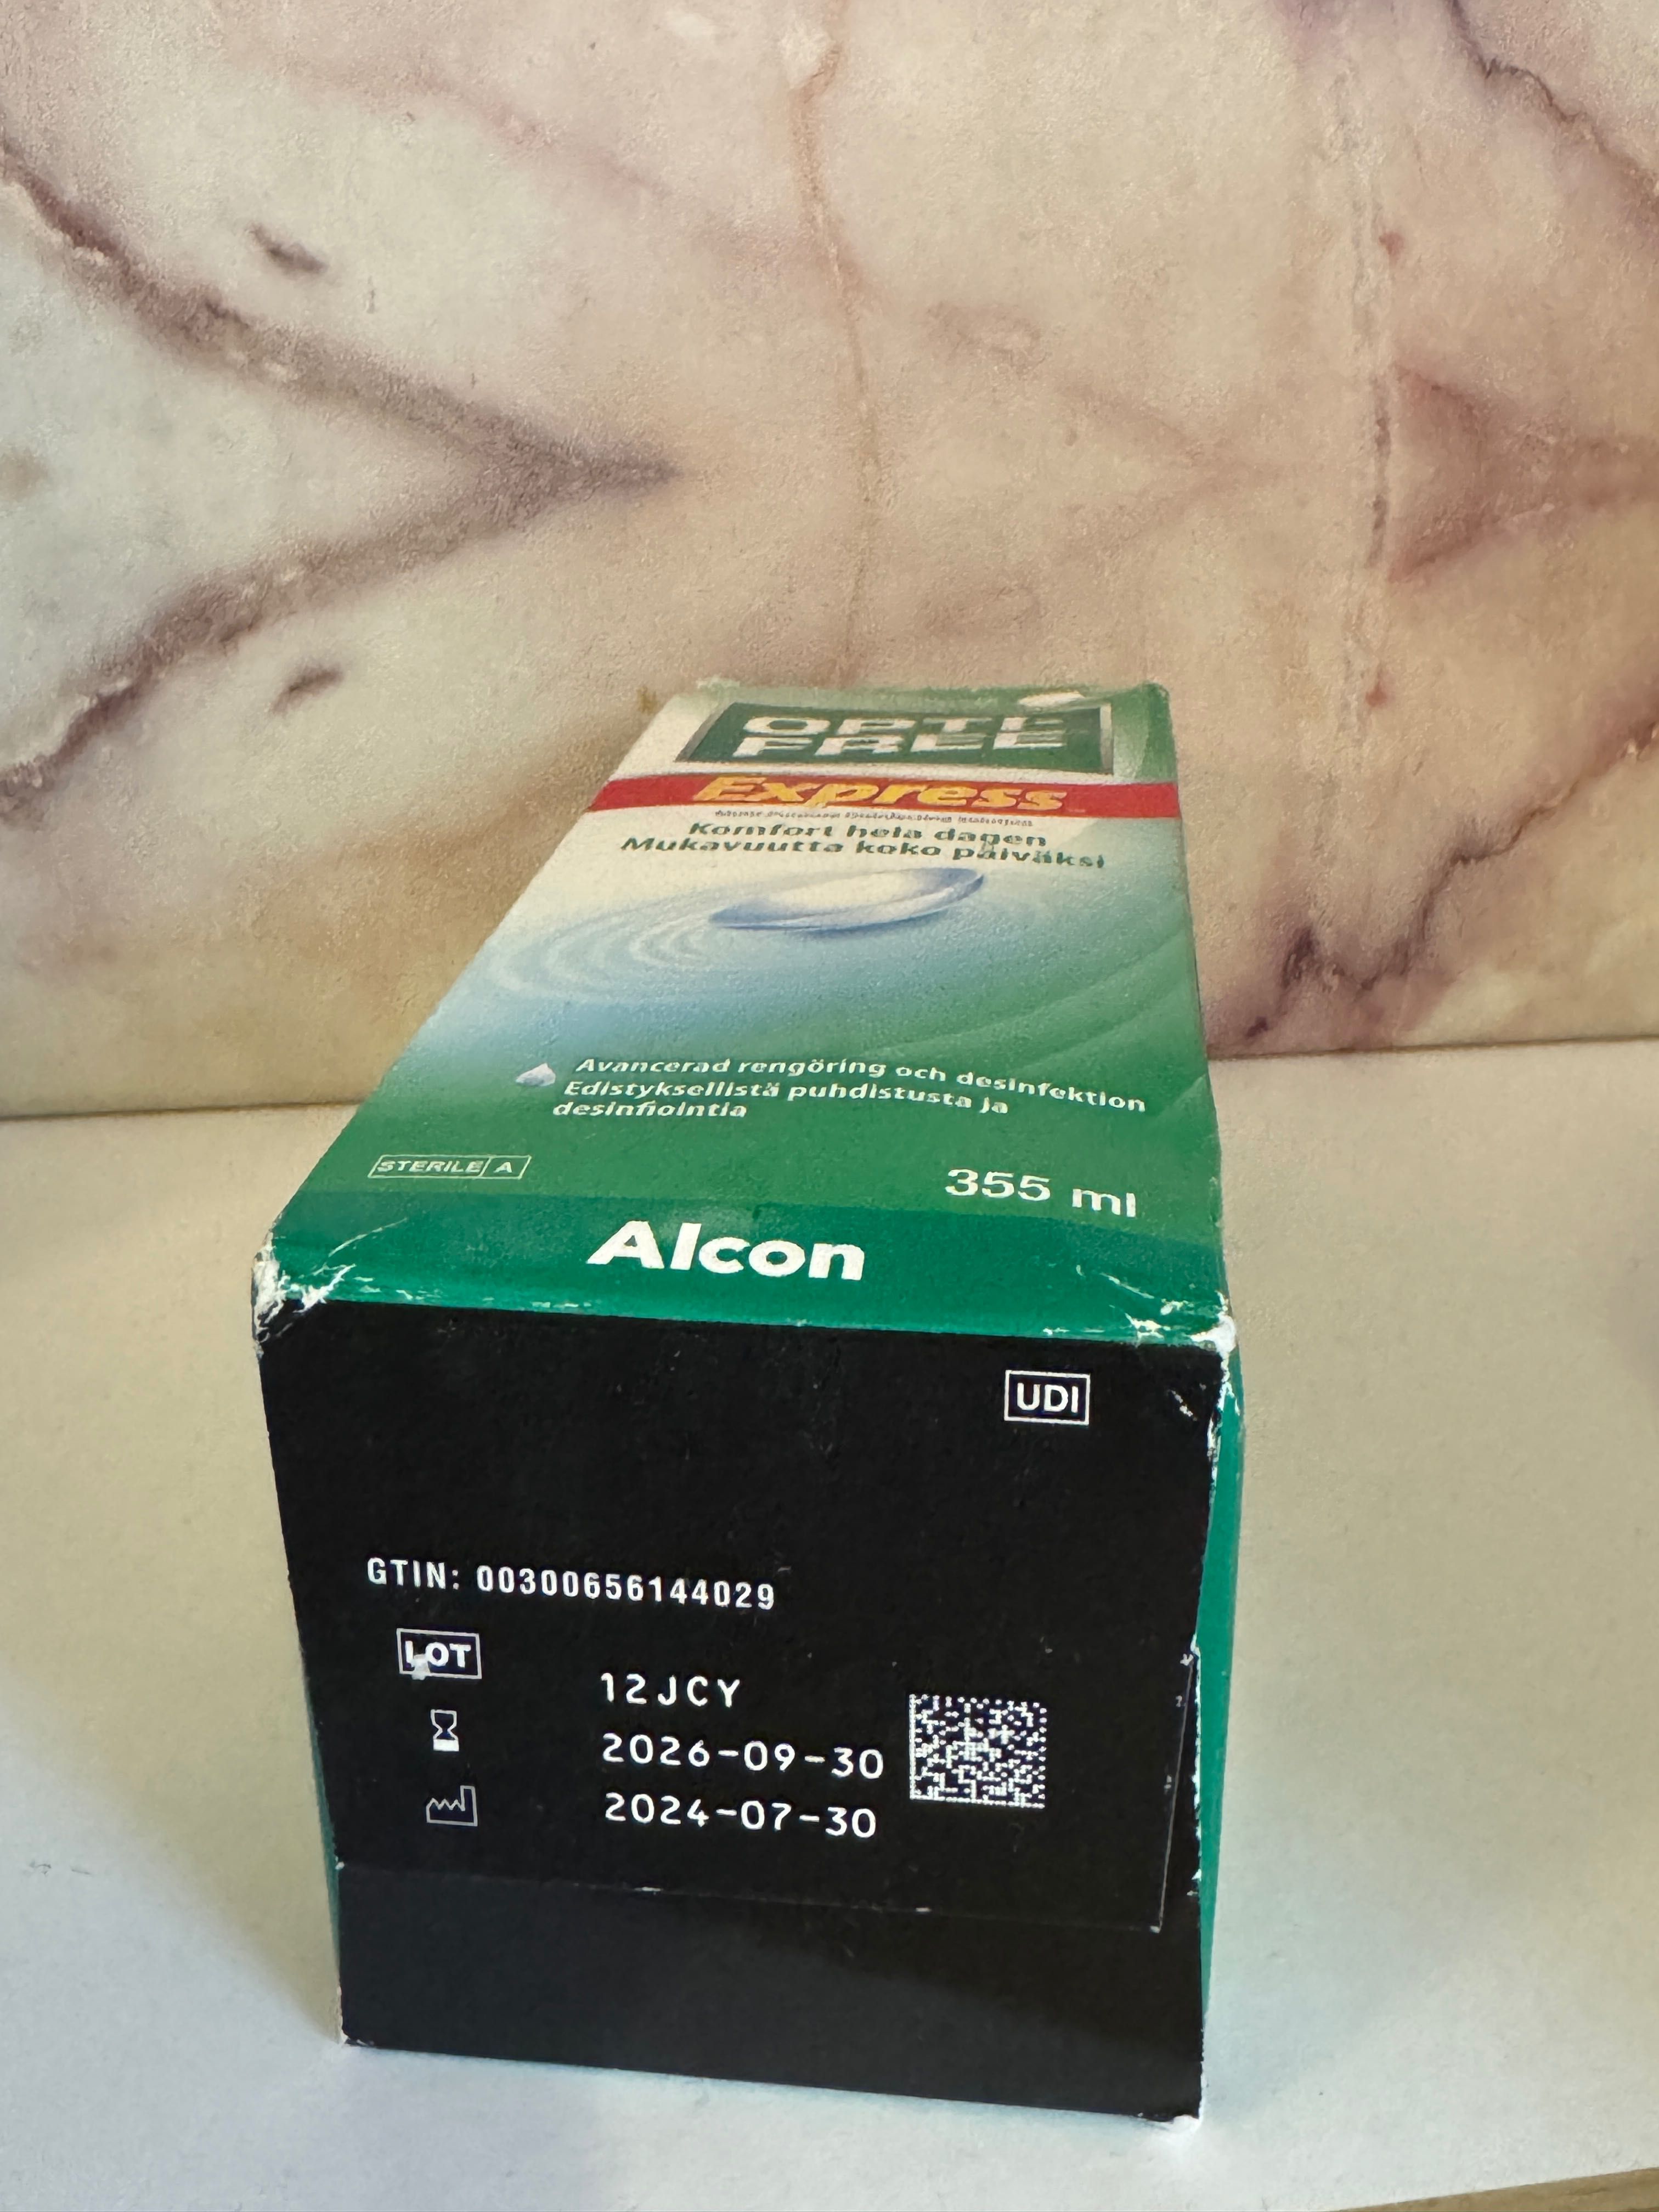 OPTI-
FREE
Express
Komfort hela dagen
Mukavuutta koko päiväksi
Avancerad rengöring och desinfektion
Edistyksellistä puhdistusta ja
desinfiointia
STERILE A
355 ml
Alcon
UDI
GTIN: 00300656144029
LOT
12JCY
2026-09-30
2024-07-30